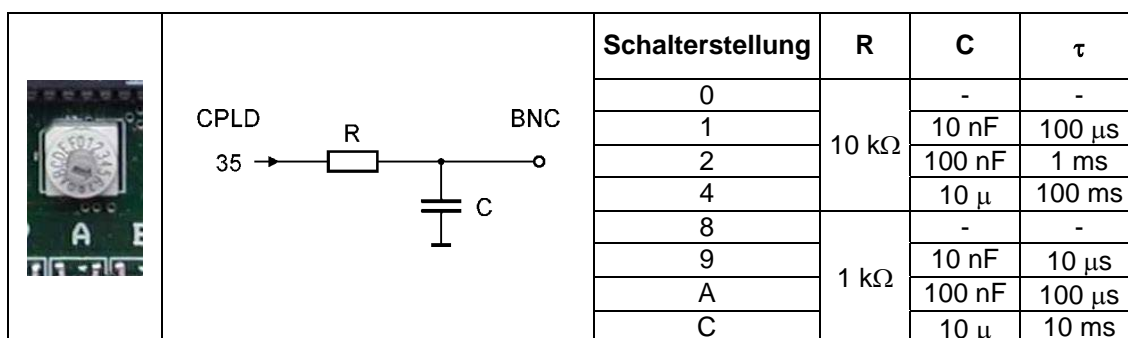 Schalterstellung R C τ
CPLD
35
R
BNC
C
0 10 kΩ - -
1 10 nF 100 μs
2 100 nF 1 ms
4 10 μ 100 ms
8 1 kΩ - -
9 10 nF 10 μs
A 100 nF 100 μs
C 10 μ 10 ms
A